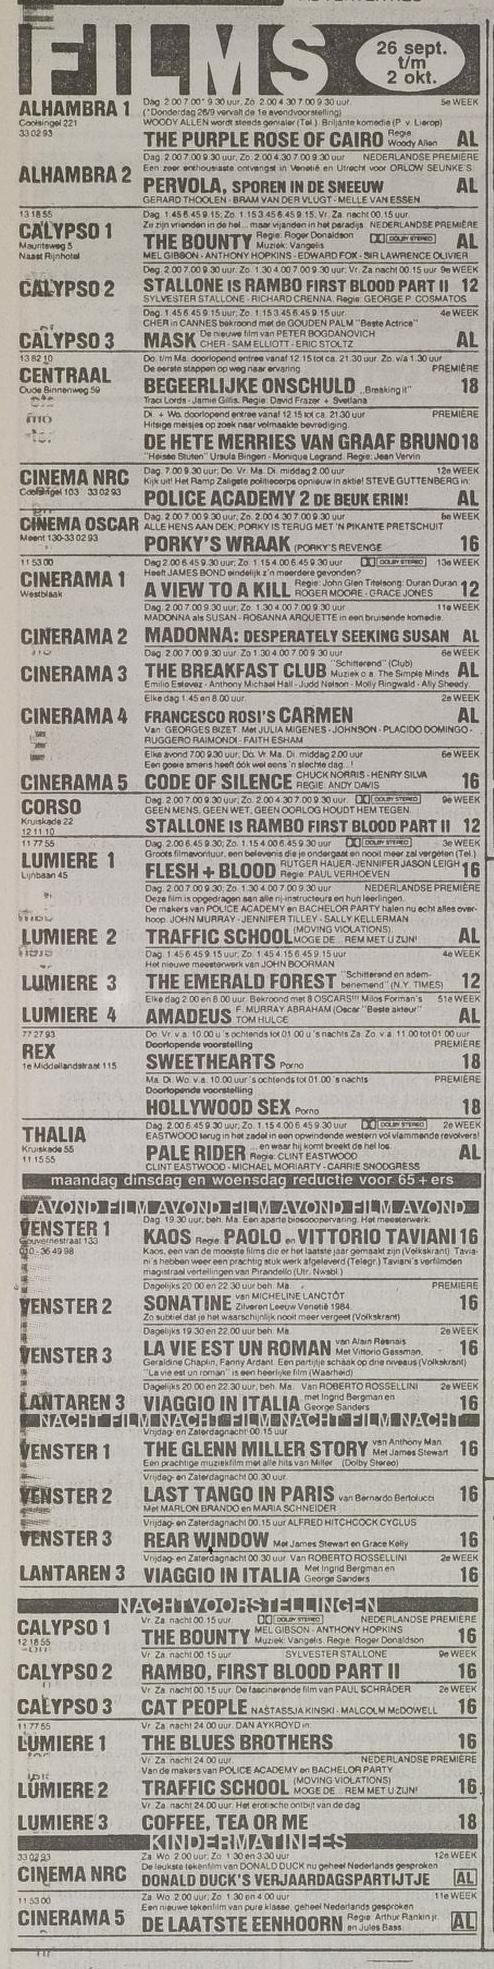 FILMS
26 sept.
t/m
2 okt.
ALHAMBRA 1
Coolsingel 221
33 02 93
Dag. 2.00 7.00* 9.30 uur, Zo. 2.00 4.30 7.00 9.30 uur. 5e WEEK
(*Donderdag 26/9 vervalt de 1e avondvoorstelling)
WOODY ALLEN wordt steeds genialer (Tel.). Briljante komedie (P. v. Lierop)
THE PURPLE ROSE OF CAIRO Regie: Woody Allen AL
ALHAMBRA 2
Dag. 2.00 7.00 9.30 uur, Zo. 2.00 4.30 7.00 9.30 uur NEDERLANDSE PREMIÈRE
Een zeer enthousiaste ontvangst in Venetië en Utrecht voor ORLOW SEUNKE'S
PERVOLA, SPOREN IN DE SNEEUW AL
GERARD THOOLEN - BRAM VAN DER VLUGT - MELLE VAN ESSEN
13 18 55
CALYPSO 1
Mauritsweg 5
Naast Rijnhotel
Dag. 1.45 6.45 9.15; Zo. 1.15 3.45 6.45 9.15; Vr. Za. nacht 00.15 uur.
Ze zijn vrienden in de hel... maar vijanden in het paradijs NEDERLANDSE PREMIÈRE
THE BOUNTY Regie: Roger Donaldson Muziek: Vangelis DOLBY STEREO AL
MEL GIBSON - ANTHONY HOPKINS - EDWARD FOX - SIR LAWRENCE OLIVIER
CALYPSO 2
Dag. 2.00 7.00 9.30 uur; Zo. 1.30 4.00 7.00 9.30 uur; Vr. Za nacht 00.15 uur 9e WEEK
STALLONE IS RAMBO FIRST BLOOD PART II 12
SYLVESTER STALLONE - RICHARD CRENNA. Regie: GEORGE P. COSMATOS
CALYPSO 3
Dag. 1.45 6.45 9.15 uur; Zo. 1.15 3.45 6.45 9.15 uur. 4e WEEK
CHER in CANNES bekroond met de GOUDEN PALM "Beste Actrice"
MASK De nieuwe film van PETER BOGDANOVICH CHER - SAM ELLIOTT - ERIC STOLTZ AL
13 82 10
CENTRAAL
Oude Binnenweg 59
Do. t/m Ma. doorlopend entree vanaf 12.15 tot ca. 21.30 uur. Zo. v/a 1.30 uur
De eerste stappen op weg naar ervaring PREMIÈRE
BEGEERLIJKE ONSCHULD "Breaking it" 18
Traci Lords - Jamie Gillis. Regie: David Frazer + Svetlana
Di. + Wo. doorlopend entree vanaf 12.15 tot ca. 21.30 uur PREMIÈRE
Hitsige meisjes op zoek naar volmaakte bevrediging.
DE HETE MERRIES VAN GRAAF BRUNO 18
"Heisse Stuten" Ursula Bingen - Monique Legrand. Regie: Jean Vervin
CINEMA NRC
Coolsingel 103 33 02 93
Dag. 7.00 9.30 uur; Do. Vr. Ma. Di. middag 2.00 uur 12e WEEK
Kijk uit! Het Ramp Zaligste politiecorps opnieuw in aktie! STEVE GUTTENBERG in:
POLICE ACADEMY 2 DE BEUK ERIN! AL
CINEMA OSCAR
Meent 130 - 33 02 93
Dag. 2.00 7.00 9.30 uur; Zo. 2.00 4.30 7.00 9.30 uur 6e WEEK
ALLE HENS AAN DEK, PORKY IS TERUG MET 'N PIKANTE PRETSCHUIT
PORKY'S WRAAK (PORKY'S REVENGE 16
11 53 00
CINERAMA 1
Westblaak
Dag 2.00 6.45 9.30 uur, Zo. 1.15 4.00 6.45 9.30 uur DOLBY STEREO 13e WEEK
Heeft JAMES BOND eindelijk z'n meerdere gevonden?
A VIEW TO A KILL Regie: John Glen Titelsong: Duran Duran ROGER MOORE - GRACE JONES 12
CINERAMA 2
Dag. 2.00 7.00 9.30 uur; Zo. 1.30 4.00 7.00 9.30 uur 11e WEEK
MADONNA als SUSAN - ROSANNA ARQUETTE in een bruisende komedie.
MADONNA: DESPERATELY SEEKING SUSAN AL
CINERAMA 3
Dag. 2.00 7.00 9.30 uur Zo 1.30 4.00 7.00 9.30 uur 6e WEEK
THE BREAKFAST CLUB "Schitterend" (Club) Muziek o.a. The Simple Minds AL
Emilio Estevez - Anthony Michael Hall - Judd Nelson - Molly Ringwald - Ally Sheedy
CINERAMA 4
Elke dag 1.45 en 8.00 uur. 2e WEEK
FRANCESCO ROSI'S CARMEN AL
Van GEORGES BIZET. Met JULIA MIGENES - JOHNSON - PLACIDO DOMINGO -
RUGGERO RAIMONDI - FAITH ESHAM
CINERAMA 5
Elke avond 7.00 9.30 uur; Do. Vr. Ma. Di. middag 2.00 uur 6e WEEK
Een goeie smeris heeft óók wel eens 'n slechte dag...!
CODE OF SILENCE CHUCK NORRIS - HENRY SILVA REGIE: ANDY DAVIS 16
CORSO
Kruiskade 22
12 11 10
Dag. 2.00 7.00 9.30 uur; Zo. 2.00 4.30 7.00 9.30 uur. DOLBY STEREO 9e WEEK
GEEN MENS, GEEN WET, GEEN OORLOG HOUDT HEM TEGEN.
STALLONE IS RAMBO FIRST BLOOD PART II 12
11 77 55
LUMIERE 1
Lijnbaan 45
Dag. 2.00 6.45 9.30; Zo. 1.15 4.00 6.45 9.30 uur DOLBY STEREO 3e WEEK
Groots filmavontuur, een belevenis die je ondergaat en nooit meer zal vergeten (Tel.)
FLESH + BLOOD RUTGER HAUER - JENNIFER JASON LEIGH Regie: PAUL VERHOEVEN 16
LUMIERE 2
Dag. 2.00 7.00 9.30; Zo. 1.30 4.00 7.00 9.30 uur NEDERLANDSE PREMIÈRE
Deze film is opgedragen aan alle rij-instructeurs en hun leerlingen.
De makers van POLICE ACADEMY en BACHELOR PARTY halen nu echt alles over-
hoop. JOHN MURRAY - JENNIFER TILLEY - SALLY KELLERMAN
TRAFFIC SCHOOL (MOVING VIOLATIONS) MOGE DE... REM MET U ZIJN! AL
LUMIERE 3
Dag. 1.45 6.45 9.15 uur; Zo. 1.45 4.15 6.45 9.15 uur 4e WEEK
Het nieuwe meesterwerk van JOHN BOORMAN
THE EMERALD FOREST "Schitterend en adembenemend" (N.Y. TIMES) 12
LUMIERE 4
Elke dag 2.00 en 8.00 uur. Bekroond met 8 OSCARS!!! Milos Forman's 51e WEEK
AMADEUS F. MURRAY ABRAHAM (Oscar "Beste akteur" TOM HULCE AL
77 27 93
REX
1e Middellandstraat 115
Do. Vr. v.a. 10.00 u 's ochtends tot 01.00 u 's nachts Za. Zo. v.a. 11.00 tot 01.00 uur
Doorlopende voorstelling PREMIÈRE
SWEETHEARTS Porno 18
Ma. Di. Wo. v.a. 10.00 uur 's ochtends tot 01.00 's nachts PREMIÈRE
Doorlopende voorstelling
HOLLYWOOD SEX Porno 18
THALIA
Kruiskade 55
11 15 55
Dag. 2.00 6.45 9.30 uur; Zo. 1.15 4.00 6.45 9.30 uur DOLBY STEREO 2e WEEK
EASTWOOD terug in het zadel in een opwindende western vol vlammende revolvers!
... en waar hij komt breekt de hel los.
PALE RIDER Regie: CLINT EASTWOOD AL
CLINT EASTWOOD - MICHAEL MORIARTY - CARRIE SNODGRESS
maandag dinsdag en woensdag reductie voor 65+ers
AVOND FILM AVOND FILM AVOND FILM AVOND
VENSTER 1
Gouvernestraat 133
010 - 36 49 98
Dag. 19.30 uur; beh. Ma. Een aparte bioscoopervaring. Het meesterwerk:
KAOS Regie: PAOLO en VITTORIO TAVIANI 16
Kaos, een van de mooiste films die er het laatste jaar gemaakt zijn (Volkskrant). Tavia-
ni's hebben weer een prachtig stuk werk afgeleverd (Telegr.) Taviani's verfilmden
magistraal vertellingen van Pirandello (Utr. Nwsbl.)
VENSTER 2
Dagelijks 20.00 en 22.30 uur beh. Ma. PREMIERE
SONATINE van MICHELINE LANCTÔT Zilveren Leeuw Venetië 1984. 16
Zo subtiel dat je het waarschijnlijk nooit meer vergeet (Volkskrant)
VENSTER 3
Dagelijks 19.30 en 22.00 uur beh. Ma. 2e WEEK
LA VIE EST UN ROMAN van Alain Resnais Met Vittorio Gassman, 16
Geraldine Chaplin, Fanny Ardant. Een partijtje schaak op drie niveaus (Volkskrant)
"La vie est un roman" is een heerlijke film (Waarheid)
LANTAREN 3
Dagelijks 20.00 en 22.30 uur, beh. Ma. Van ROBERTO ROSSELLINI 2e WEEK
VIAGGIO IN ITALIA met Ingrid Bergman en George Sanders 16
NACHT FILM NACHT FILM NACHT FILM NACHT
VENSTER 1
Vrijdag- en Zaterdagnacht 00.15 uur
THE GLENN MILLER STORY van Anthony Man. Met James Stewart 16
Een prachtige muziekfilm met alle hits van Miller (Dolby Stereo)
VENSTER 2
Vrijdag- en Zaterdagnacht 00.30 uur.
LAST TANGO IN PARIS van Bernardo Bertolucci 16
Met MARLON BRANDO en MARIA SCHNEIDER
VENSTER 3
Vrijdag- en Zaterdagnacht 00.15 uur ALFRED HITCHCOCK CYCLUS
REAR WINDOW Met James Stewart en Grace Kelly 16
LANTAREN 3
Vrijdag- en Zaterdagnacht 00.30 uur Van ROBERTO ROSSELLINI 2e WEEK
VIAGGIO IN ITALIA Met Ingrid Bergman en George Sanders 16
NACHTVOORSTELLINGEN
CALYPSO 1
12 18 55
Vr. Za. nacht 00.15 uur. DOLBY STEREO NEDERLANDSE PREMIÈRE
THE BOUNTY MEL GIBSON - ANTHONY HOPKINS Muziek: Vangelis. Regie: Roger Donaldson 16
CALYPSO 2
Vr. Za. nacht 00.15 uur SYLVESTER STALLONE 9e WEEK
RAMBO, FIRST BLOOD PART II 16
CALYPSO 3
Vr. Za. nacht 00.15 uur. De fascinerende film van PAUL SCHRADER 2e WEEK
CAT PEOPLE NASTASSJA KINSKI - MALCOLM McDOWELL 16
11 77 55
LUMIERE 1
Vr. Za. nacht 24.00 uur. DAN AYKROYD in:
THE BLUES BROTHERS 16
LUMIERE 2
Vr. Za. nacht 24.00 uur. NEDERLANDSE PREMIÈRE
Van de makers van POLICE ACADEMY en BACHELOR PARTY
TRAFFIC SCHOOL (MOVING VIOLATIONS) MOGE DE... REM MET U ZIJN! 16
LUMIERE 3
Vr. Za. nacht 24.00 uur. Het erotische ontbijt van de dag
COFFEE, TEA OR ME 18
KINDERMATINEES
33 02 93
CINEMA NRC
Za. Wo. 2.00 uur; Zo. 1.30 en 3.30 uur 12e WEEK
De leukste tekenfilm van DONALD DUCK nu geheel Nederlands gesproken
DONALD DUCK'S VERJAARDAGSPARTIJTJE AL
11 53 00
CINERAMA 5
Za. Wo. 2.00 uur; Zo. 1.30 en 4.00 uur 11e WEEK
Een nieuwe tekenfilm van pure klasse, geheel Nederlands gesproken
DE LAATSTE EENHOORN Regie: Arthur Rankin jr. en Jules Bass. AL